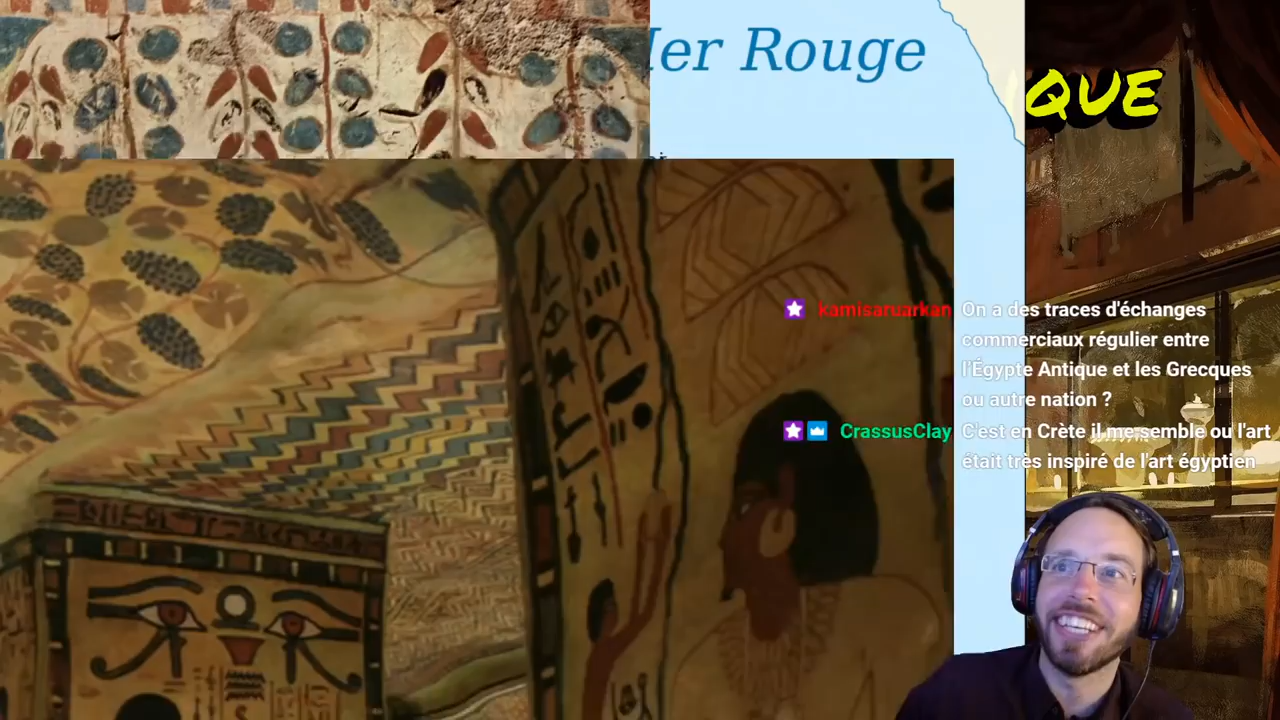 er Rouge
QUE
kamisaruarkan On a des traces d'échanges
commerciaux régulier entre
l'Égypte Antique et les Grecques
ou autre nation ?
CrassusClay C'est en Crète il me semble ou l'art
était très inspiré de l'art égyptien